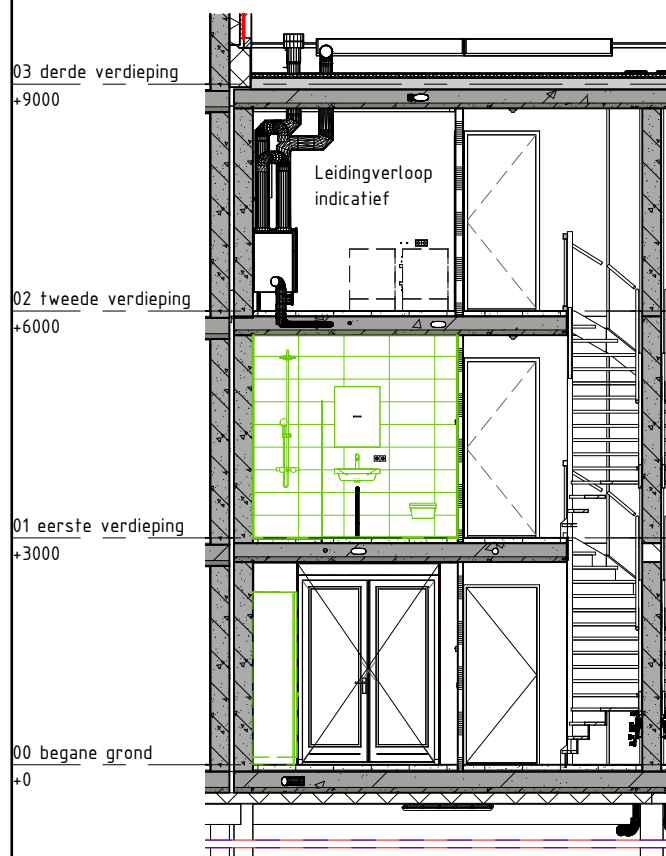 03 derde verdieping
+9000
Leidingverloop
indicatief
02 tweede verdieping
+6000
01 eerste verdieping
+3000
00 begane grond
+0